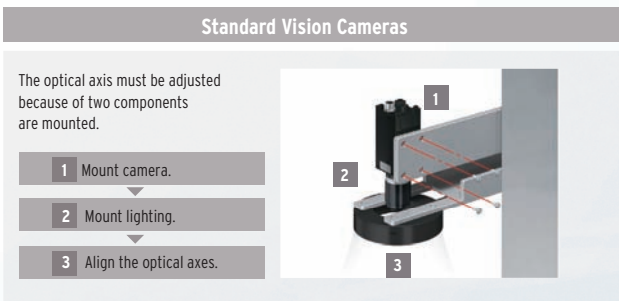 Standard Vision Cameras
The optical axis must be adjusted
because of two components
are mounted.
1 Mount camera.
2 Mount lighting.
3 Align the optical axes.
1
2
3